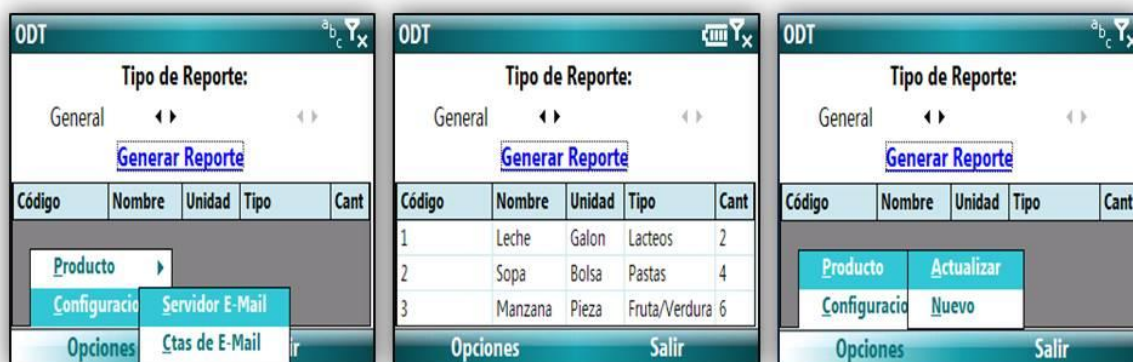 ODT
Tipo de Reporte:
General
Generar Reporte
Código Nombre Unidad Tipo Cant
Producto
Configuracio Servidor E-Mail
Opciones Ctas de E-Mail ir
ODT
Tipo de Reporte:
General
Generar Reporte
Código Nombre Unidad Tipo Cant
1 Leche Galon Lacteos 2
2 Sopa Bolsa Pastas 4
3 Manzana Pieza Fruta/Verdura 6
Opciones Salir
ODT
Tipo de Reporte:
General
Generar Reporte
Código Nombre Unidad Tipo Cant
Producto Actualizar
Configuracio Nuevo
Opciones Salir